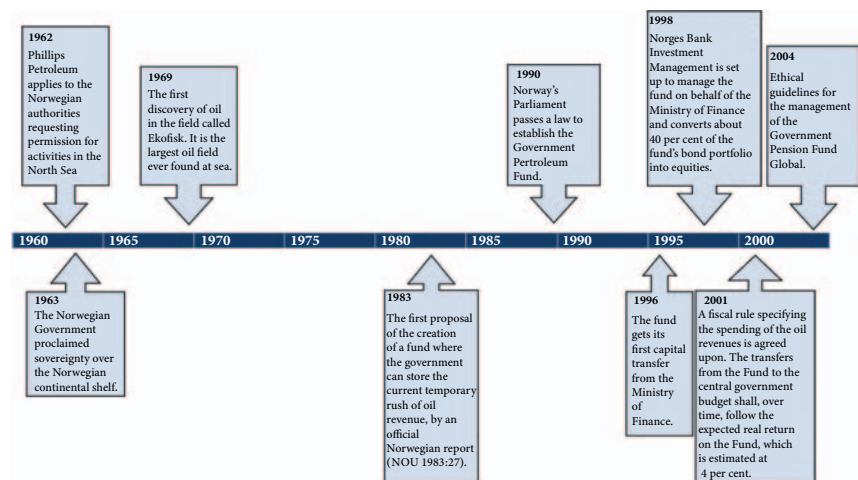 1962
Phillips
Petroleum
applies to the
Norwegian
authorities
requesting
permission for
activities in the
North Sea
1969
The first
discovery of oil
in the field called
Ekofisk. It is the
largest oil field
ever found at sea.
1990
Norway's
Parliament
passes a law to
establish the
Government
Pertroleum
Fund.
1998
Norges Bank
Investment
Management is set
up to manage the
fund on behalf of the
Ministry of Finance
and converts about
40 per cent of the
fund's bond portfolio
into equities.
2004
Ethical
guidelines for
the management
of the
Government
Pension Fund
Global.
1960 1965 1970 1975 1980 1985 1990 1995 2000
1963
The Norwegian
Government
proclaimed
sovereignty over
the Norwegian
continental shelf.
1983
The first proposal
of the creation
of a fund where
the government
can store the
current temporary
rush of oil
revenue, by an
official
Norwegian report
(NOU 1983:27).
1996
The fund
gets its
first capital
transfer
from the
Ministry
of
Finance.
2001
A fiscal rule specifying
the spending of the oil
revenues is agreed
upon. The transfers
from the Fund to the
central government
budget shall, over
time, follow the
expected real return
on the Fund, which
is estimated at
4 per cent.